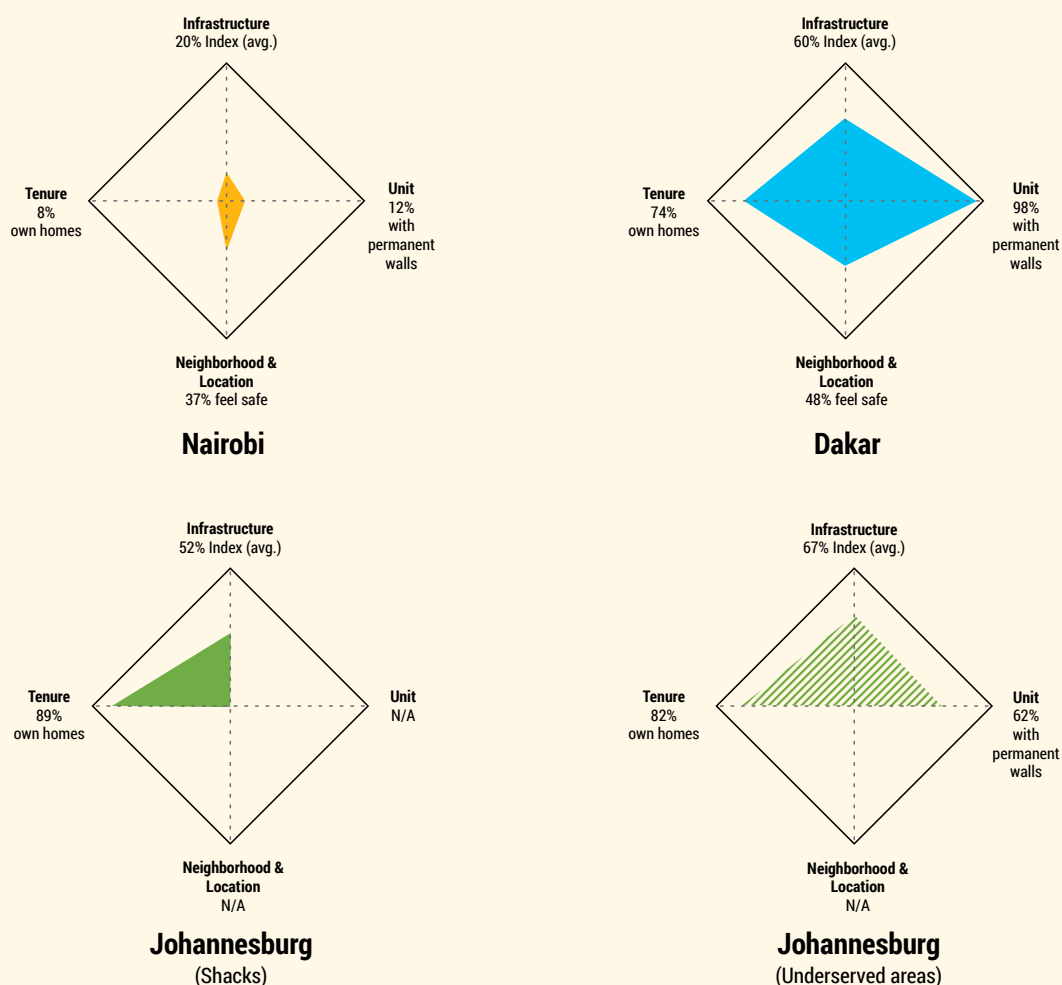 Infrastructure
20% Index (avg.)
Tenure
8%
own homes
Unit
12%
with
permanent
walls
Neighborhood &
Location
37% feel safe
Nairobi
Infrastructure
60% Index (avg.)
Tenure
74%
own homes
Unit
98%
with
permanent
walls
Neighborhood &
Location
48% feel safe
Dakar
Infrastructure
52% Index (avg.)
Tenure
89%
own homes
Unit
N/A
Neighborhood &
Location
N/A
Johannesburg
(Shacks)
Infrastructure
67% Index (avg.)
Tenure
82%
own homes
Unit
62%
with
permanent
walls
Neighborhood &
Location
N/A
Johannesburg
(Underserved areas)